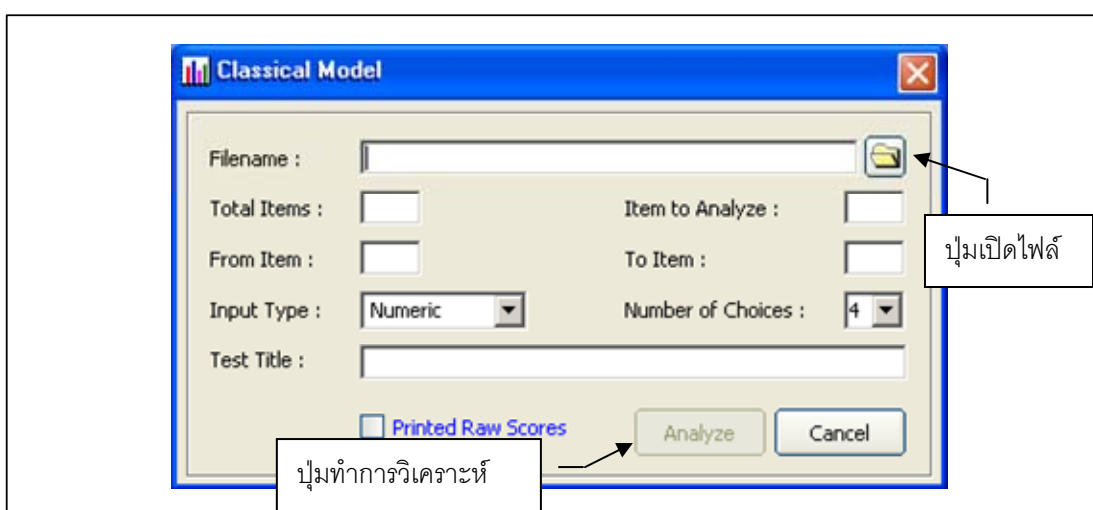 Classical Model
Filename :
Total Items :
Item to Analyze :
From Item :
To Item :
ปุ่มเปิดไฟล์
Input Type :
Numeric
Number of Choices :
4
Test Title :
Printed Raw Scores
Analyze
Cancel
ปุ่มทำการวิเคราะห์